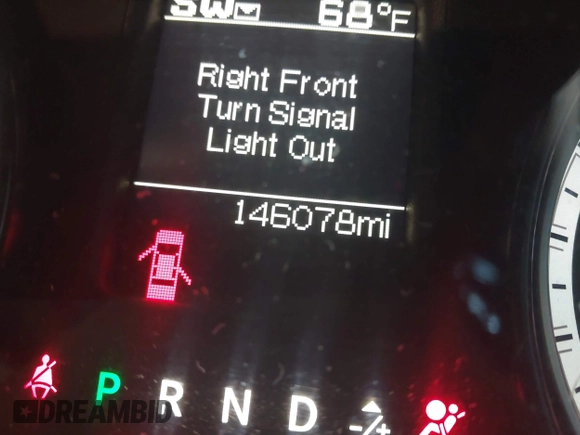 SW 68°F
Right Front
Turn Signal
Light Out
146078mi
P R N D -/+
DREAMBID